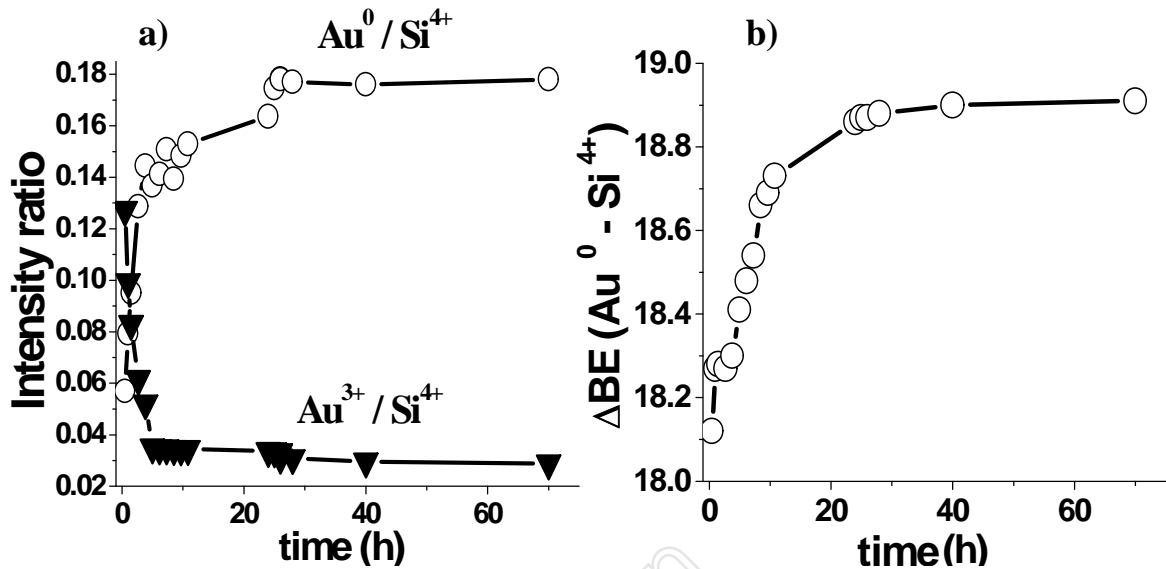 a)
Au⁰ / Si⁴⁺
0.18
0.16
0.14
0.12
0.10
0.08
0.06
0.04
0.02
Intensity ratio
Au³⁺ / Si⁴⁺
0 20 40 60
time (h)
b)
19.0
18.8
18.6
18.4
18.2
18.0
ΔBE (Au⁰ - Si⁴⁺)
0 20 40 60
time (h)